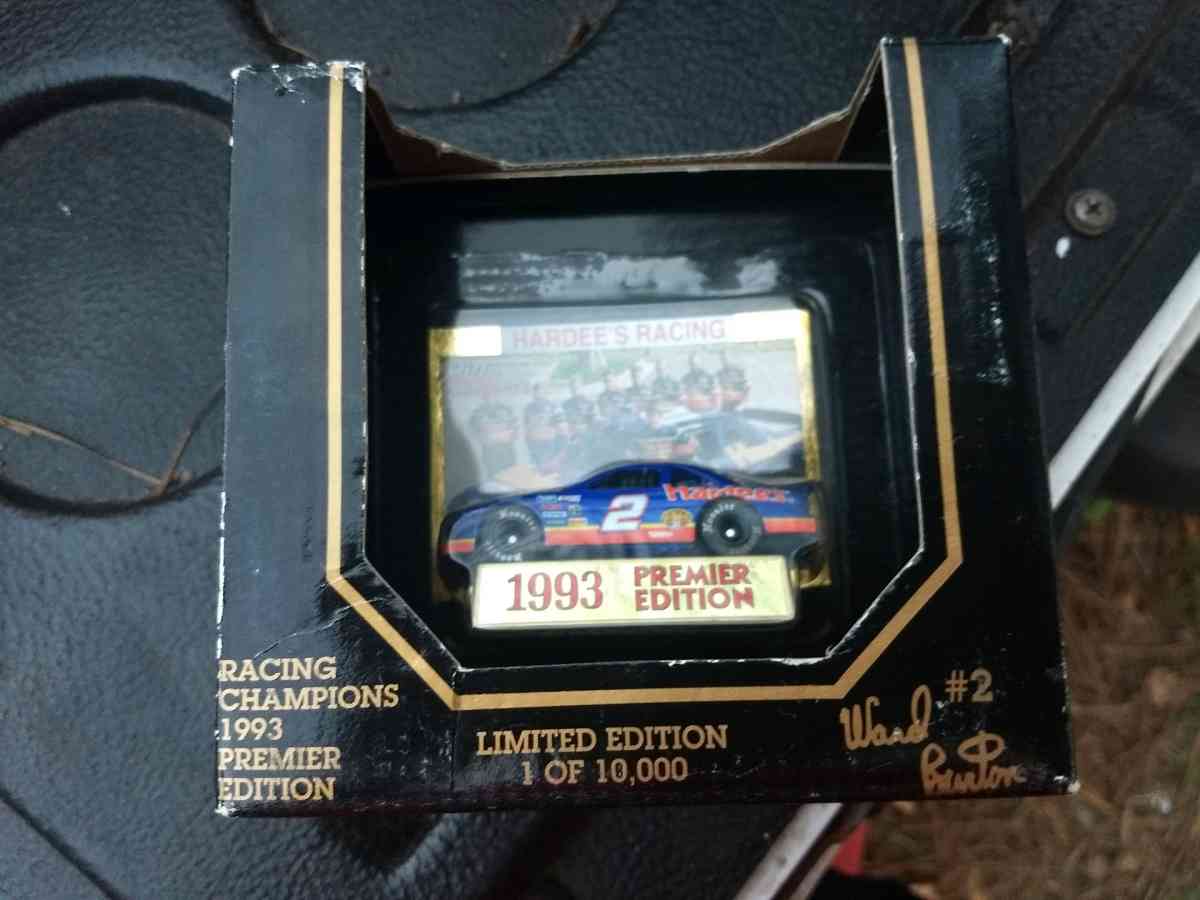 HARDEE'S RACING
2
Hardee's
1993
PREMIER
EDITION
RACING
CHAMPIONS
1993
PREMIER
EDITION
LIMITED EDITION
1 OF 10,000
#2
Ward
Burton